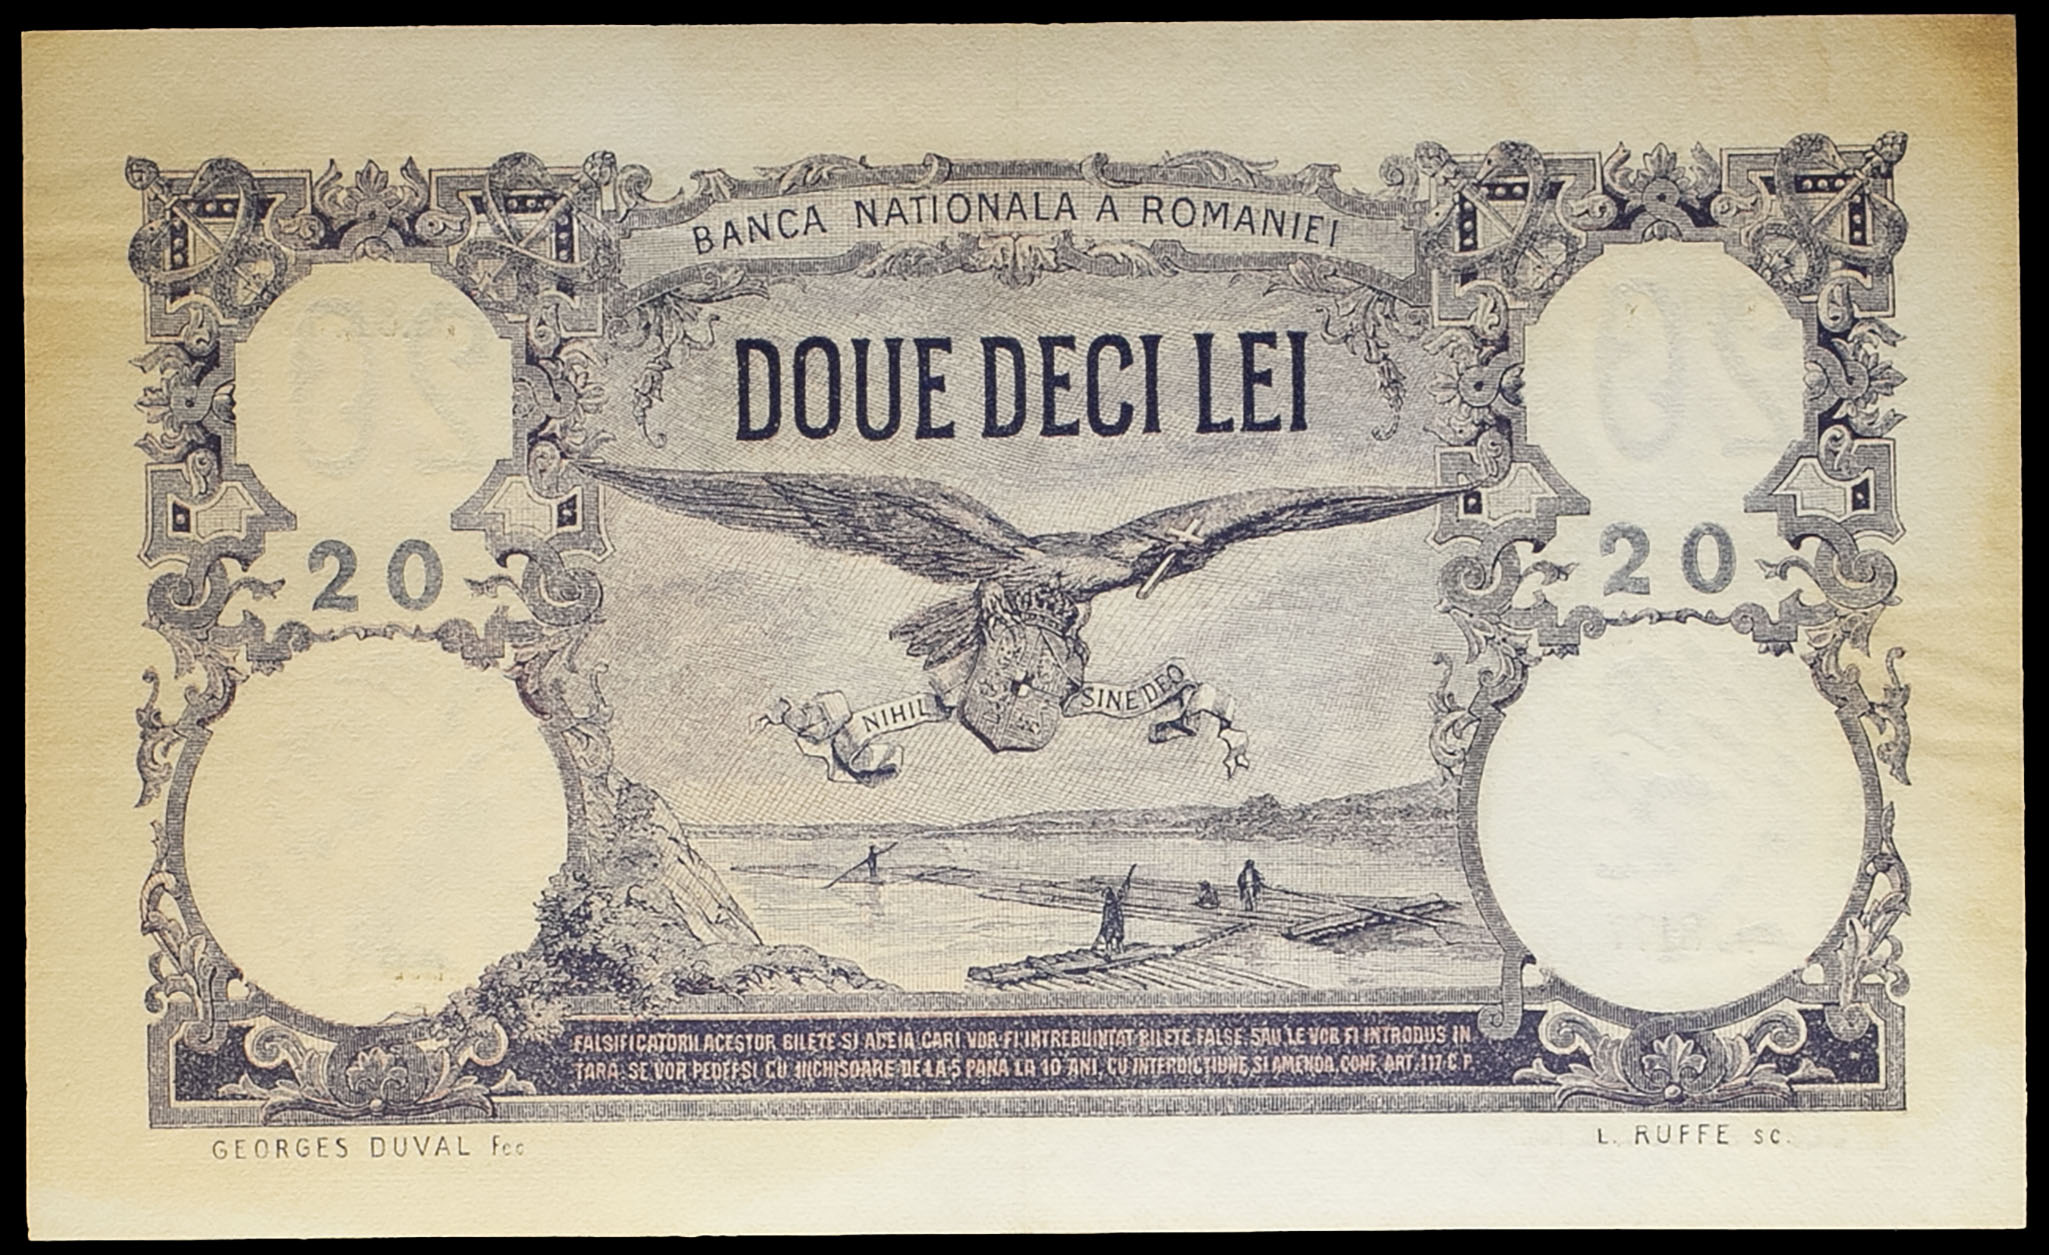 BANCA NATIONALA A ROMANIEI
DOUE DECI LEI
20
20
NIHIL SINE DEO
FALSIFICATORII ACESTOR BILETE SI ACEIA CARI VOR FI INTREBUINTAT BILETE FALSE, SAU LE VOR FI INTRODUS IN
TARA SE VOR PEDEPSI CU INCHISOARE DE LA 5 PANA LA 10 ANI, CU INTERDICTIUNE SI AMENDA, CONF. ART. 117 C.P.
GEORGES DUVAL Fec
L. RUFFE SC.